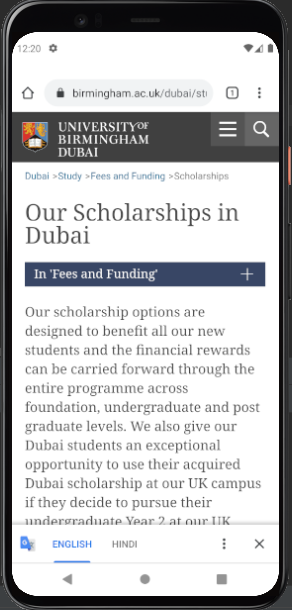 12:20
birmingham.ac.uk/dubai/stu
1
UNIVERSITYOF
BIRMINGHAM
DUBAI
Dubai >Study >Fees and Funding >Scholarships
Our Scholarships in
Dubai
In 'Fees and Funding'
Our scholarship options are
designed to benefit all our new
students and the financial rewards
can be carried forward through the
entire programme across
foundation, undergraduate and post
graduate levels. We also give our
Dubai students an exceptional
opportunity to use their acquired
Dubai scholarship at our UK campus
if they decide to pursue their
undergraduate Year 2 at our UK
ENGLISH HINDI